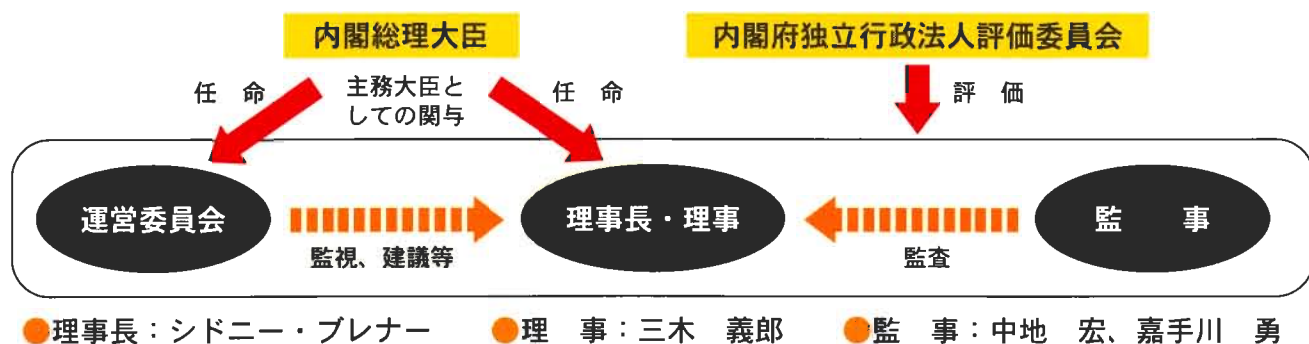 内閣総理大臣
内閣府独立行政法人評価委員会
任　命
主務大臣と
しての関与
任　命
評　価
運営委員会
監視、建議等
理事長・理事
監査
監　事
●理事長：シドニー・ブレナー
●理　事：三木　義郎
●監　事：中地　宏、嘉手川　勇